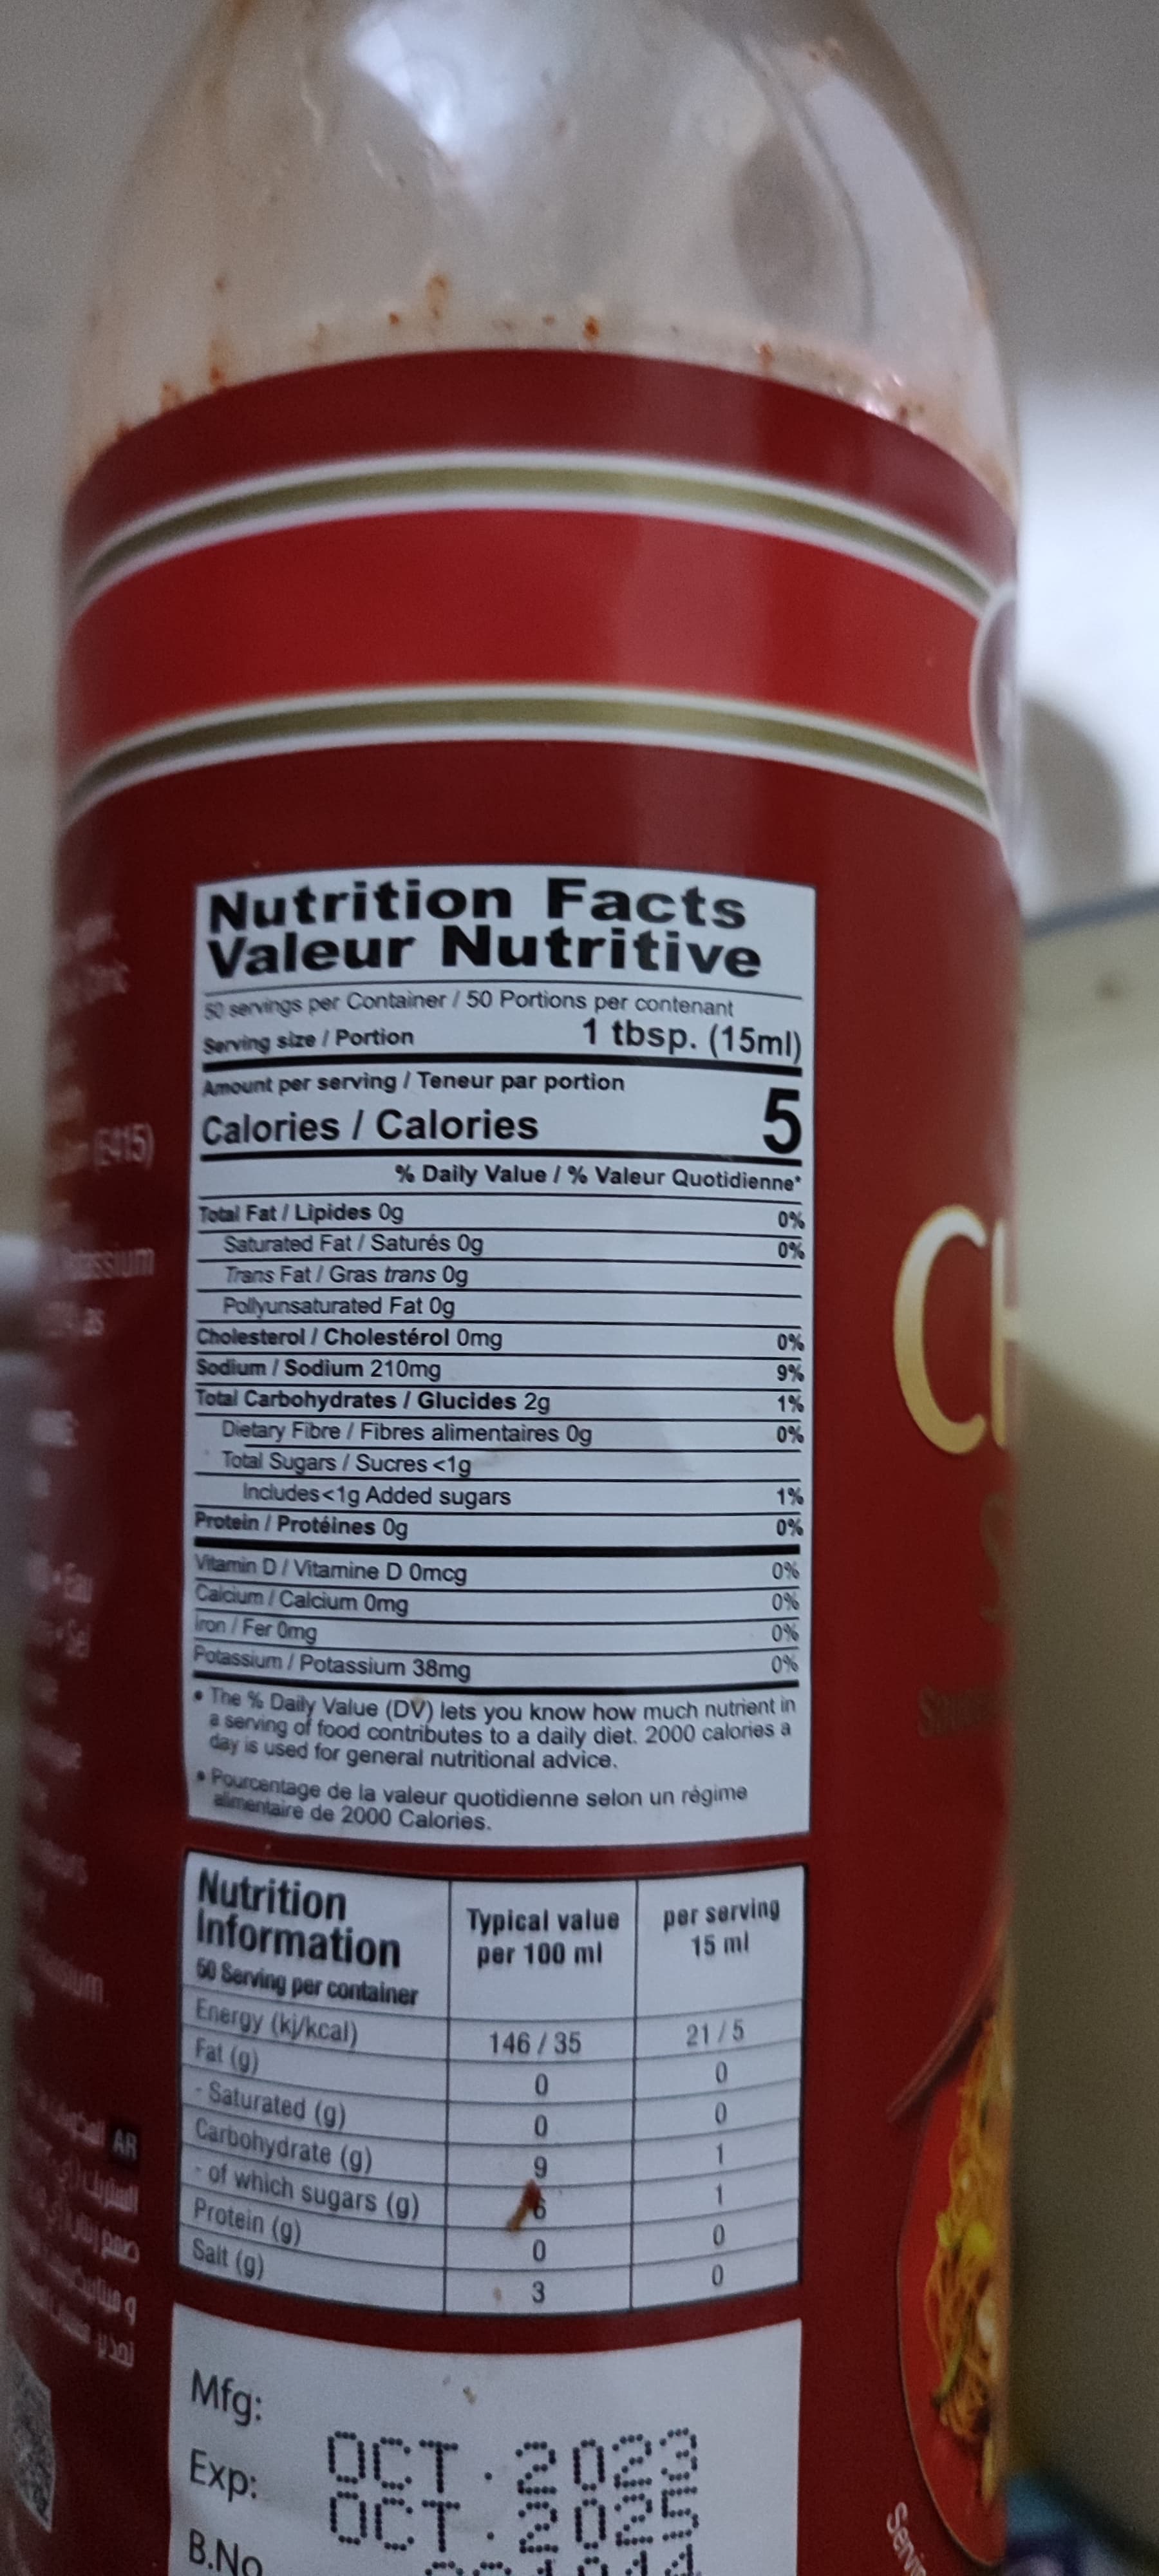 Nutrition Facts
Valeur Nutritive
50 servings per Container / 50 Portions per contenant
Serving size / Portion 1 tbsp. (15ml)
Amount per serving / Teneur par portion
Calories / Calories 5
% Daily Value / % Valeur Quotidienne*
Total Fat / Lipides 0g 0%
Saturated Fat / Saturés 0g 0%
Trans Fat / Gras trans 0g
Pollyunsaturated Fat 0g
Cholesterol / Cholestérol 0mg 0%
Sodium / Sodium 210mg 9%
Total Carbohydrates / Glucides 2g 1%
Dietary Fibre / Fibres alimentaires 0g 0%
Total Sugars / Sucres <1g
Includes<1g Added sugars 1%
Protein / Protéines 0g 0%
Vitamin D / Vitamine D 0mcg 0%
Calcium / Calcium 0mg 0%
Iron / Fer 0mg 0%
Potassium / Potassium 38mg 0%
• The % Daily Value (DV) lets you know how much nutrient in
a serving of food contributes to a daily diet. 2000 calories a
day is used for general nutritional advice.
• Pourcentage de la valeur quotidienne selon un régime
alimentaire de 2000 Calories.
Nutrition
Information
50 Serving per container
Typical value
per 100 ml
per serving
15 ml
Energy (kj/kcal) 146 / 35 21 / 5
Fat (g) 0 0
- Saturated (g) 0 0
Carbohydrate (g) 9 1
- of which sugars (g) 6 1
Protein (g) 0 0
Salt (g) 3 0
Mfg: OCT.2023
Exp: OCT.2025
B.No
(E415)
AR